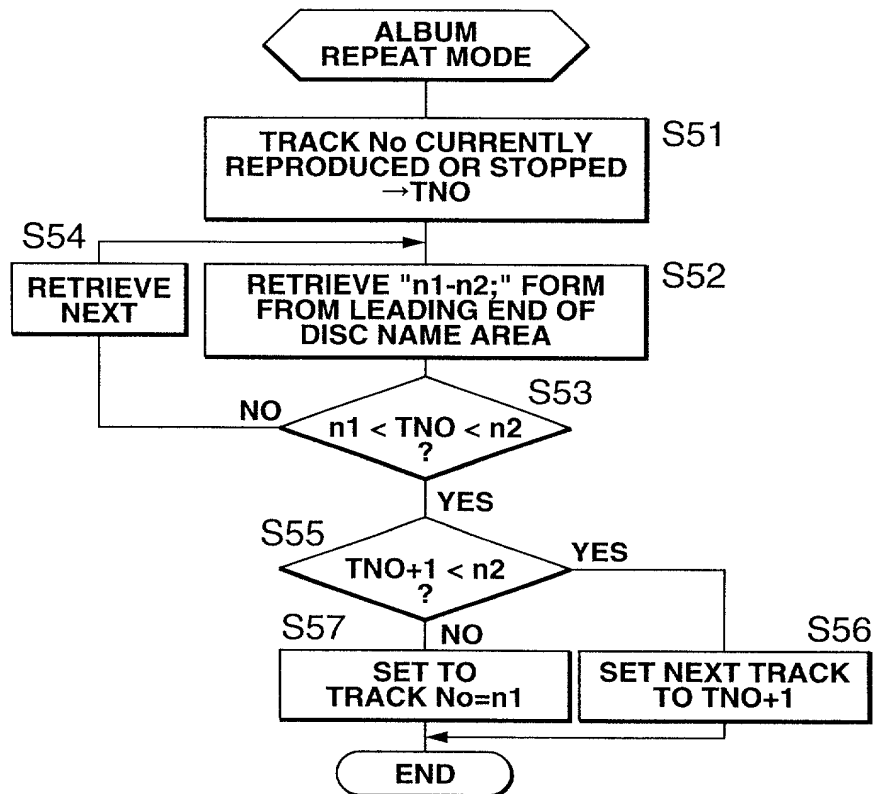 ALBUM
REPEAT MODE
S51
TRACK No CURRENTLY
REPRODUCED OR STOPPED
→TNO
S54
RETRIEVE
NEXT
S52
RETRIEVE "n1-n2;" FORM
FROM LEADING END OF
DISC NAME AREA
S53
NO
n1 < TNO < n2
?
YES
S55
YES
TNO+1 < n2
?
S57
NO
S56
SET TO
TRACK No=n1
SET NEXT TRACK
TO TNO+1
END